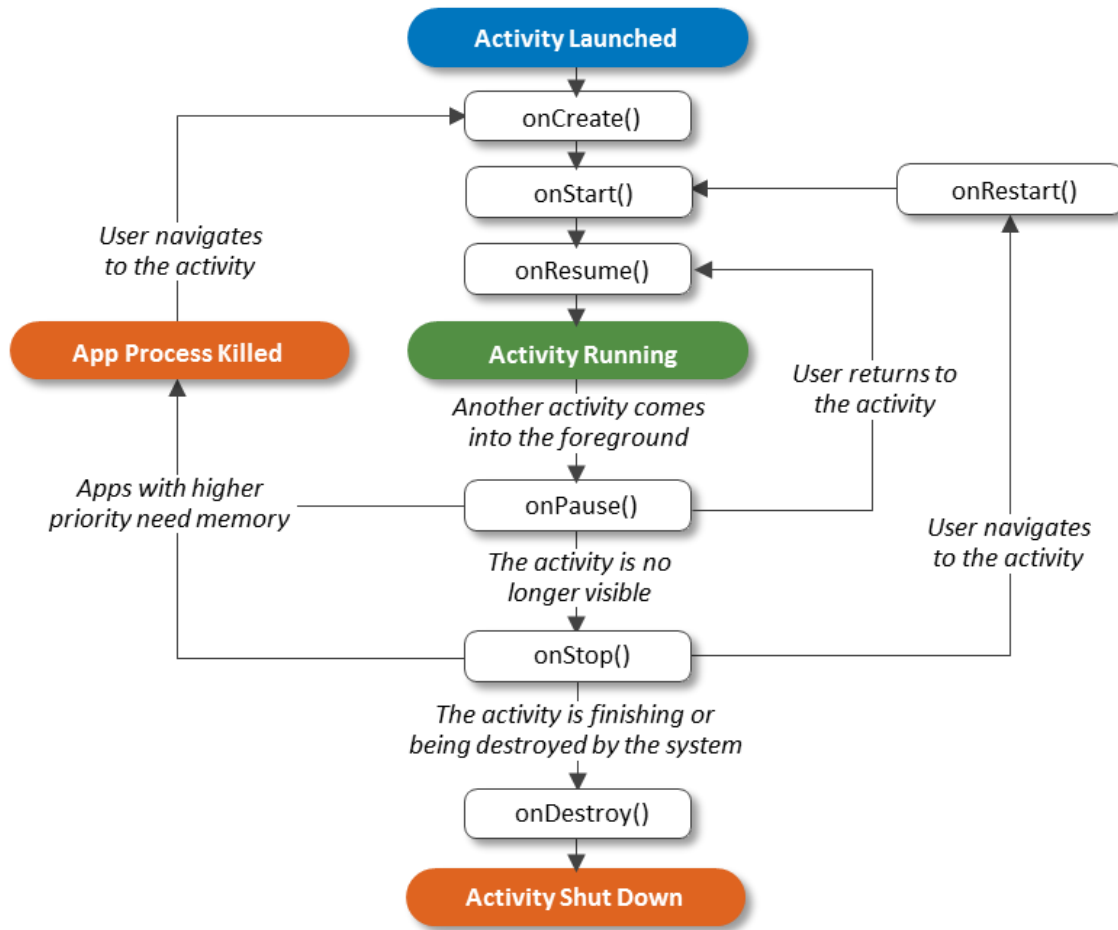 Activity Launched
onCreate()
onStart()
onRestart()
User navigates
to the activity
onResume()
App Process Killed
Activity Running
User returns to
the activity
Another activity comes
into the foreground
Apps with higher
priority need memory
onPause()
User navigates
to the activity
The activity is no
longer visible
onStop()
The activity is finishing or
being destroyed by the system
onDestroy()
Activity Shut Down